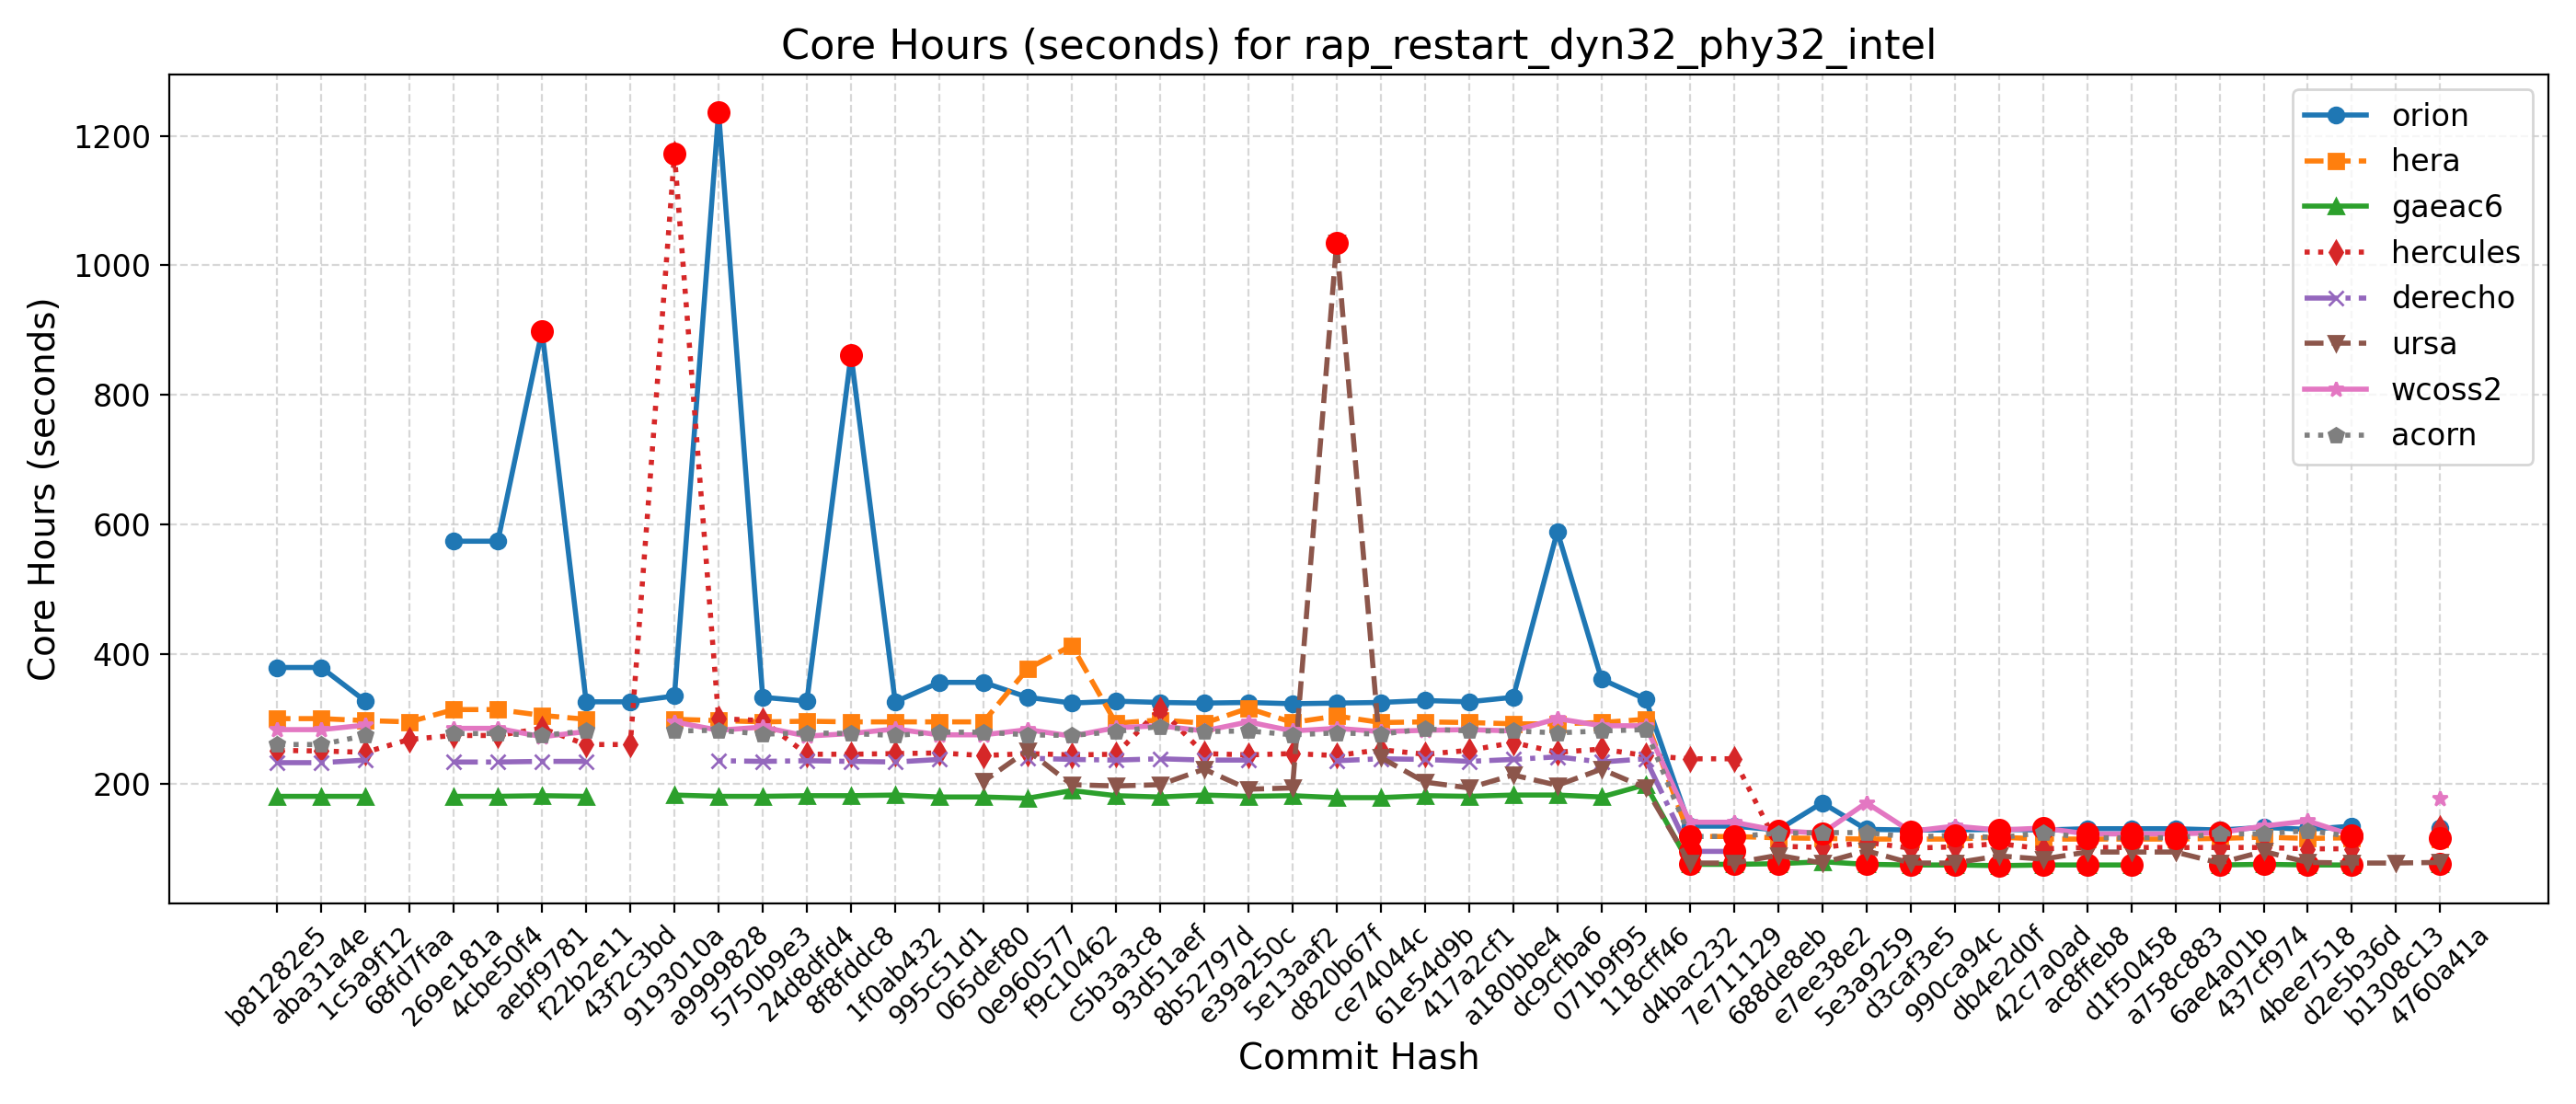 Core Hours (seconds) for rap_restart_dyn32_phy32_intel
Core Hours (seconds)
1200
1000
800
600
400
200
orion
hera
gaeac6
hercules
derecho
ursa
wcoss2
acorn
b81282e5
aba31a4e
1c5a9f12
68fd7faa
269e181a
4cbe50f4
aebf9781
f22b2e11
43f2c3bd
9193010a
a9999828
5750b9e3
24d8dfd4
8f8fddc8
1f0ab432
995c51d1
065def80
0e960577
f9c10462
c5b3a3c8
93d51aef
8b52797d
e39a250c
5e13aaf2
d820b67f
ce74044c
61e54d9b
417a2cf1
a180bbe4
dc9cfba6
071b9f95
118cff46
d4bac232
7e711129
688de8eb
e7ee38e2
5e3a9259
d3caf3e5
990ca94c
db4e2d0f
42c7a0ad
ac8ffeb8
d1f50458
a758c883
6ae4a01b
437cf974
4bee7518
d2e5b36d
b1308c13
4760a41a
Commit Hash